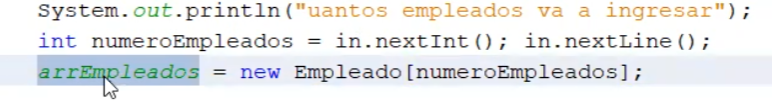 System.out.println("uantos empleados va a ingresar");
int numeroEmpleados = in.nextInt(); in.nextLine();
arrEmpleados = new Empleado[numeroEmpleados];